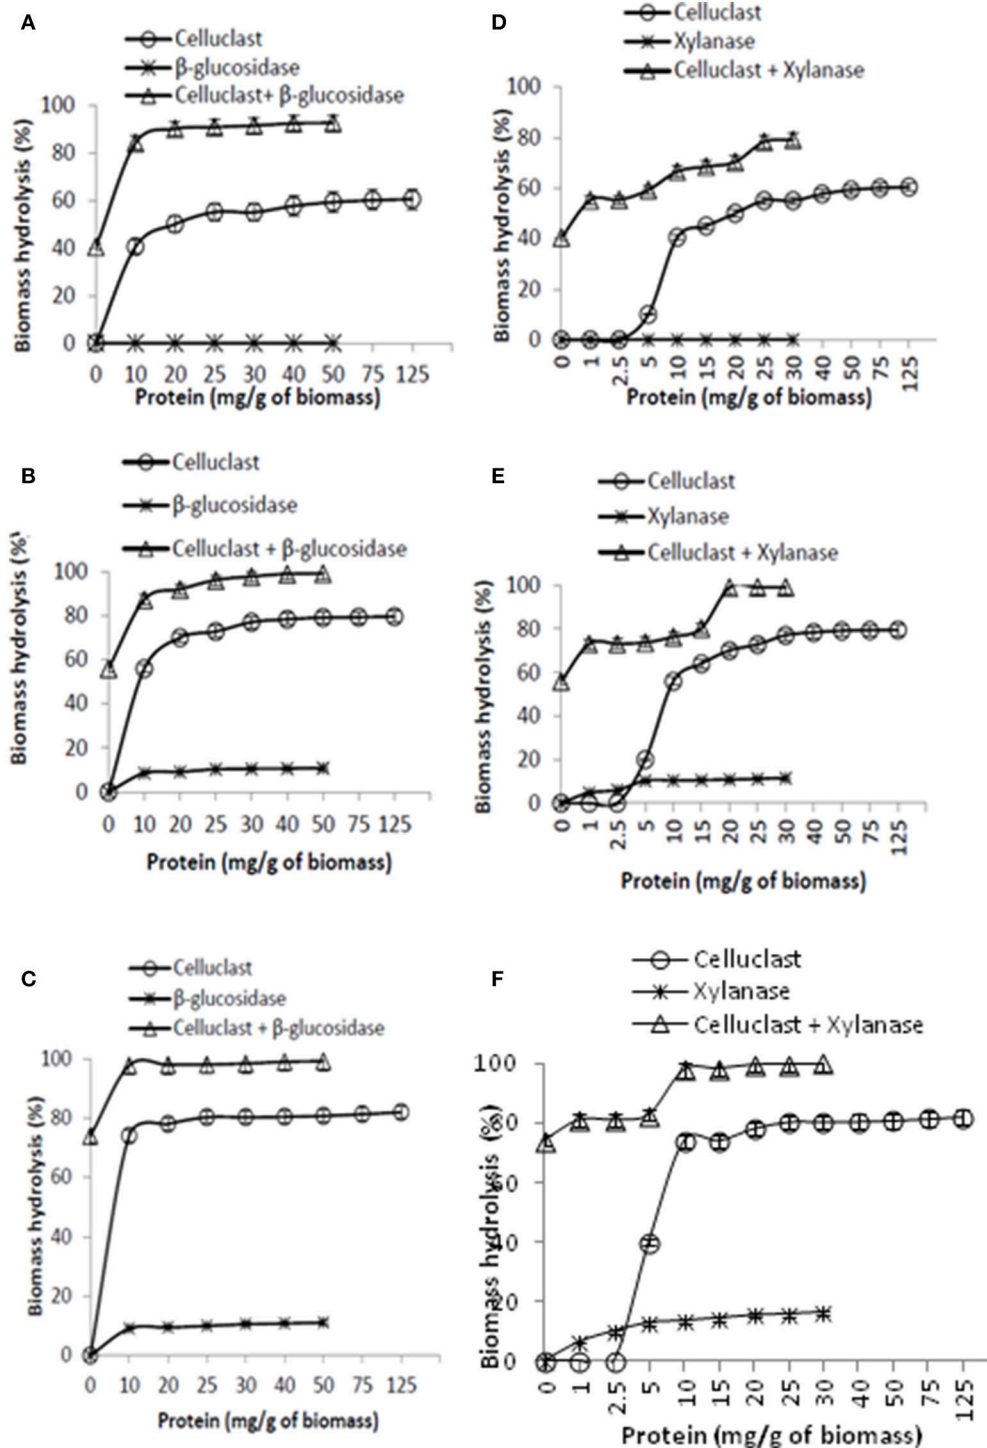 A
Celluclast
β-glucosidase
Celluclast+ β-glucosidase
Biomass hydrolysis (%)
100
80
60
40
20
0
0 10 20 25 30 40 50 75 125
Protein (mg/g of biomass)
D
Celluclast
Xylanase
Celluclast + Xylanase
Biomass hydrolysis (%)
100
80
60
40
20
0
0 1 2.5 5 10 15 20 25 30 40 50 75 125
Protein (mg/g of biomass)
B
Celluclast
β-glucosidase
Celluclast + β-glucosidase
Biomass hydrolysis (%)
100
80
60
40
20
0
0 10 20 25 30 40 50 75 125
Protein (mg/g of biomass)
E
Celluclast
Xylanase
Celluclast + Xylanase
Biomass hydrolysis (%)
100
80
60
40
20
0
0 1 2.5 5 10 15 20 25 30 40 50 75 125
Protein (mg/g of biomass)
C
Celluclast
β-glucosidase
Celluclast + β-glucosidase
Biomass hydrolysis (%)
100
80
60
40
20
0
0 10 20 25 30 40 50 75 125
Protein (mg/g of biomass)
F
Celluclast
Xylanase
Celluclast + Xylanase
Biomass hydrolysis (%)
100
80
60
40
20
0
0 1 2.5 5 10 15 20 25 30 40 50 75 125
Protein (mg/g of biomass)